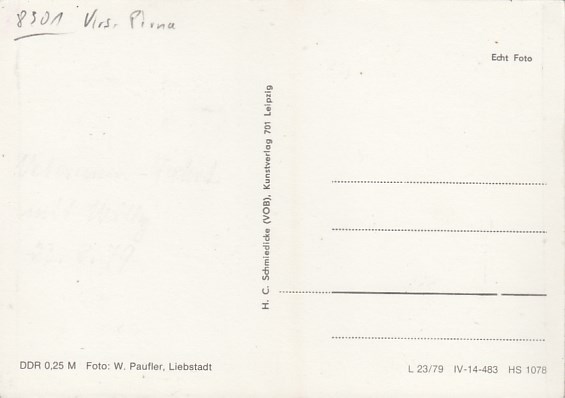 8301 Krs. Pirna
Echt Foto
H. C. Schmiedicke (VOB), Kunstverlag 701 Leipzig
DDR 0,25 M Foto: W. Paufler, Liebstadt
L 23/79 IV-14-483 HS 1078